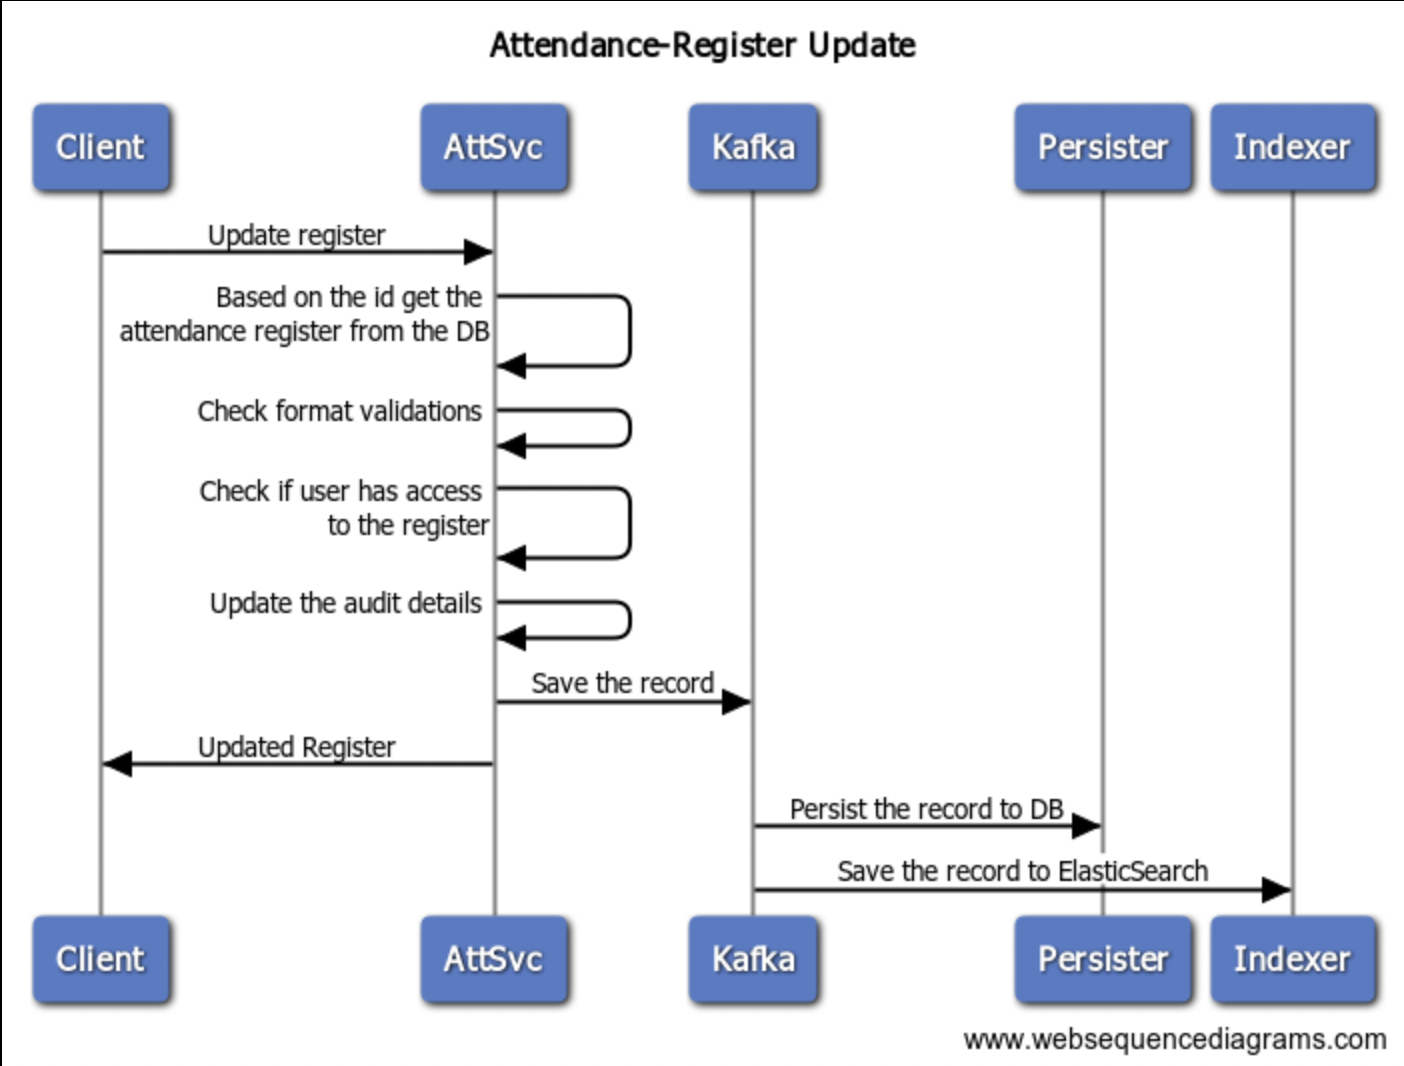 Attendance-Register Update
Client
AttSvc
Kafka
Persister
Indexer
Update register
Based on the id get the
attendance register from the DB
Check format validations
Check if user has access
to the register
Update the audit details
Save the record
Updated Register
Persist the record to DB
Save the record to ElasticSearch
Client
AttSvc
Kafka
Persister
Indexer
www.websequencediagrams.com